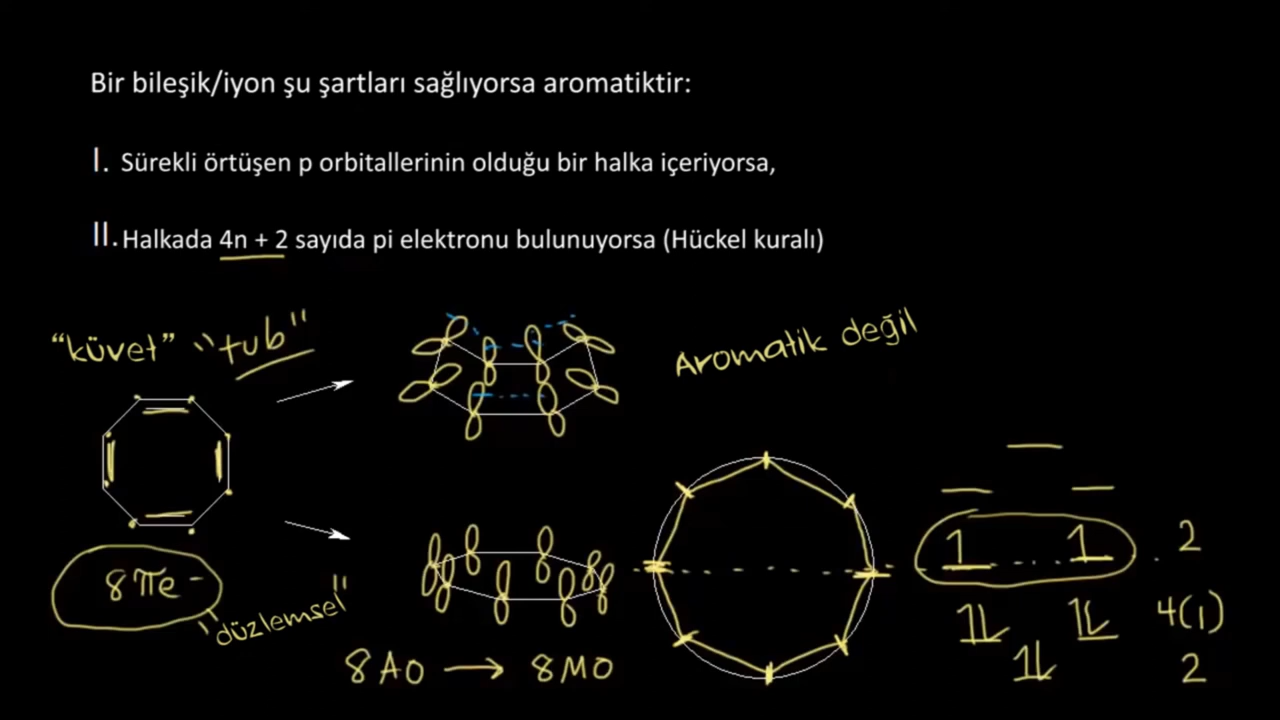 Bir bileşik/iyon şu şartları sağlıyorsa aromatiktir:
I. Sürekli örtüşen p orbitallerinin olduğu bir halka içeriyorsa,
II. Halkada 4n + 2 sayıda pi elektronu bulunuyorsa (Hückel kuralı)
"küvet" "tub"
Aromatik değil
2
8πe-
"düzlemsel"
4(1)
8AO → 8MO
2